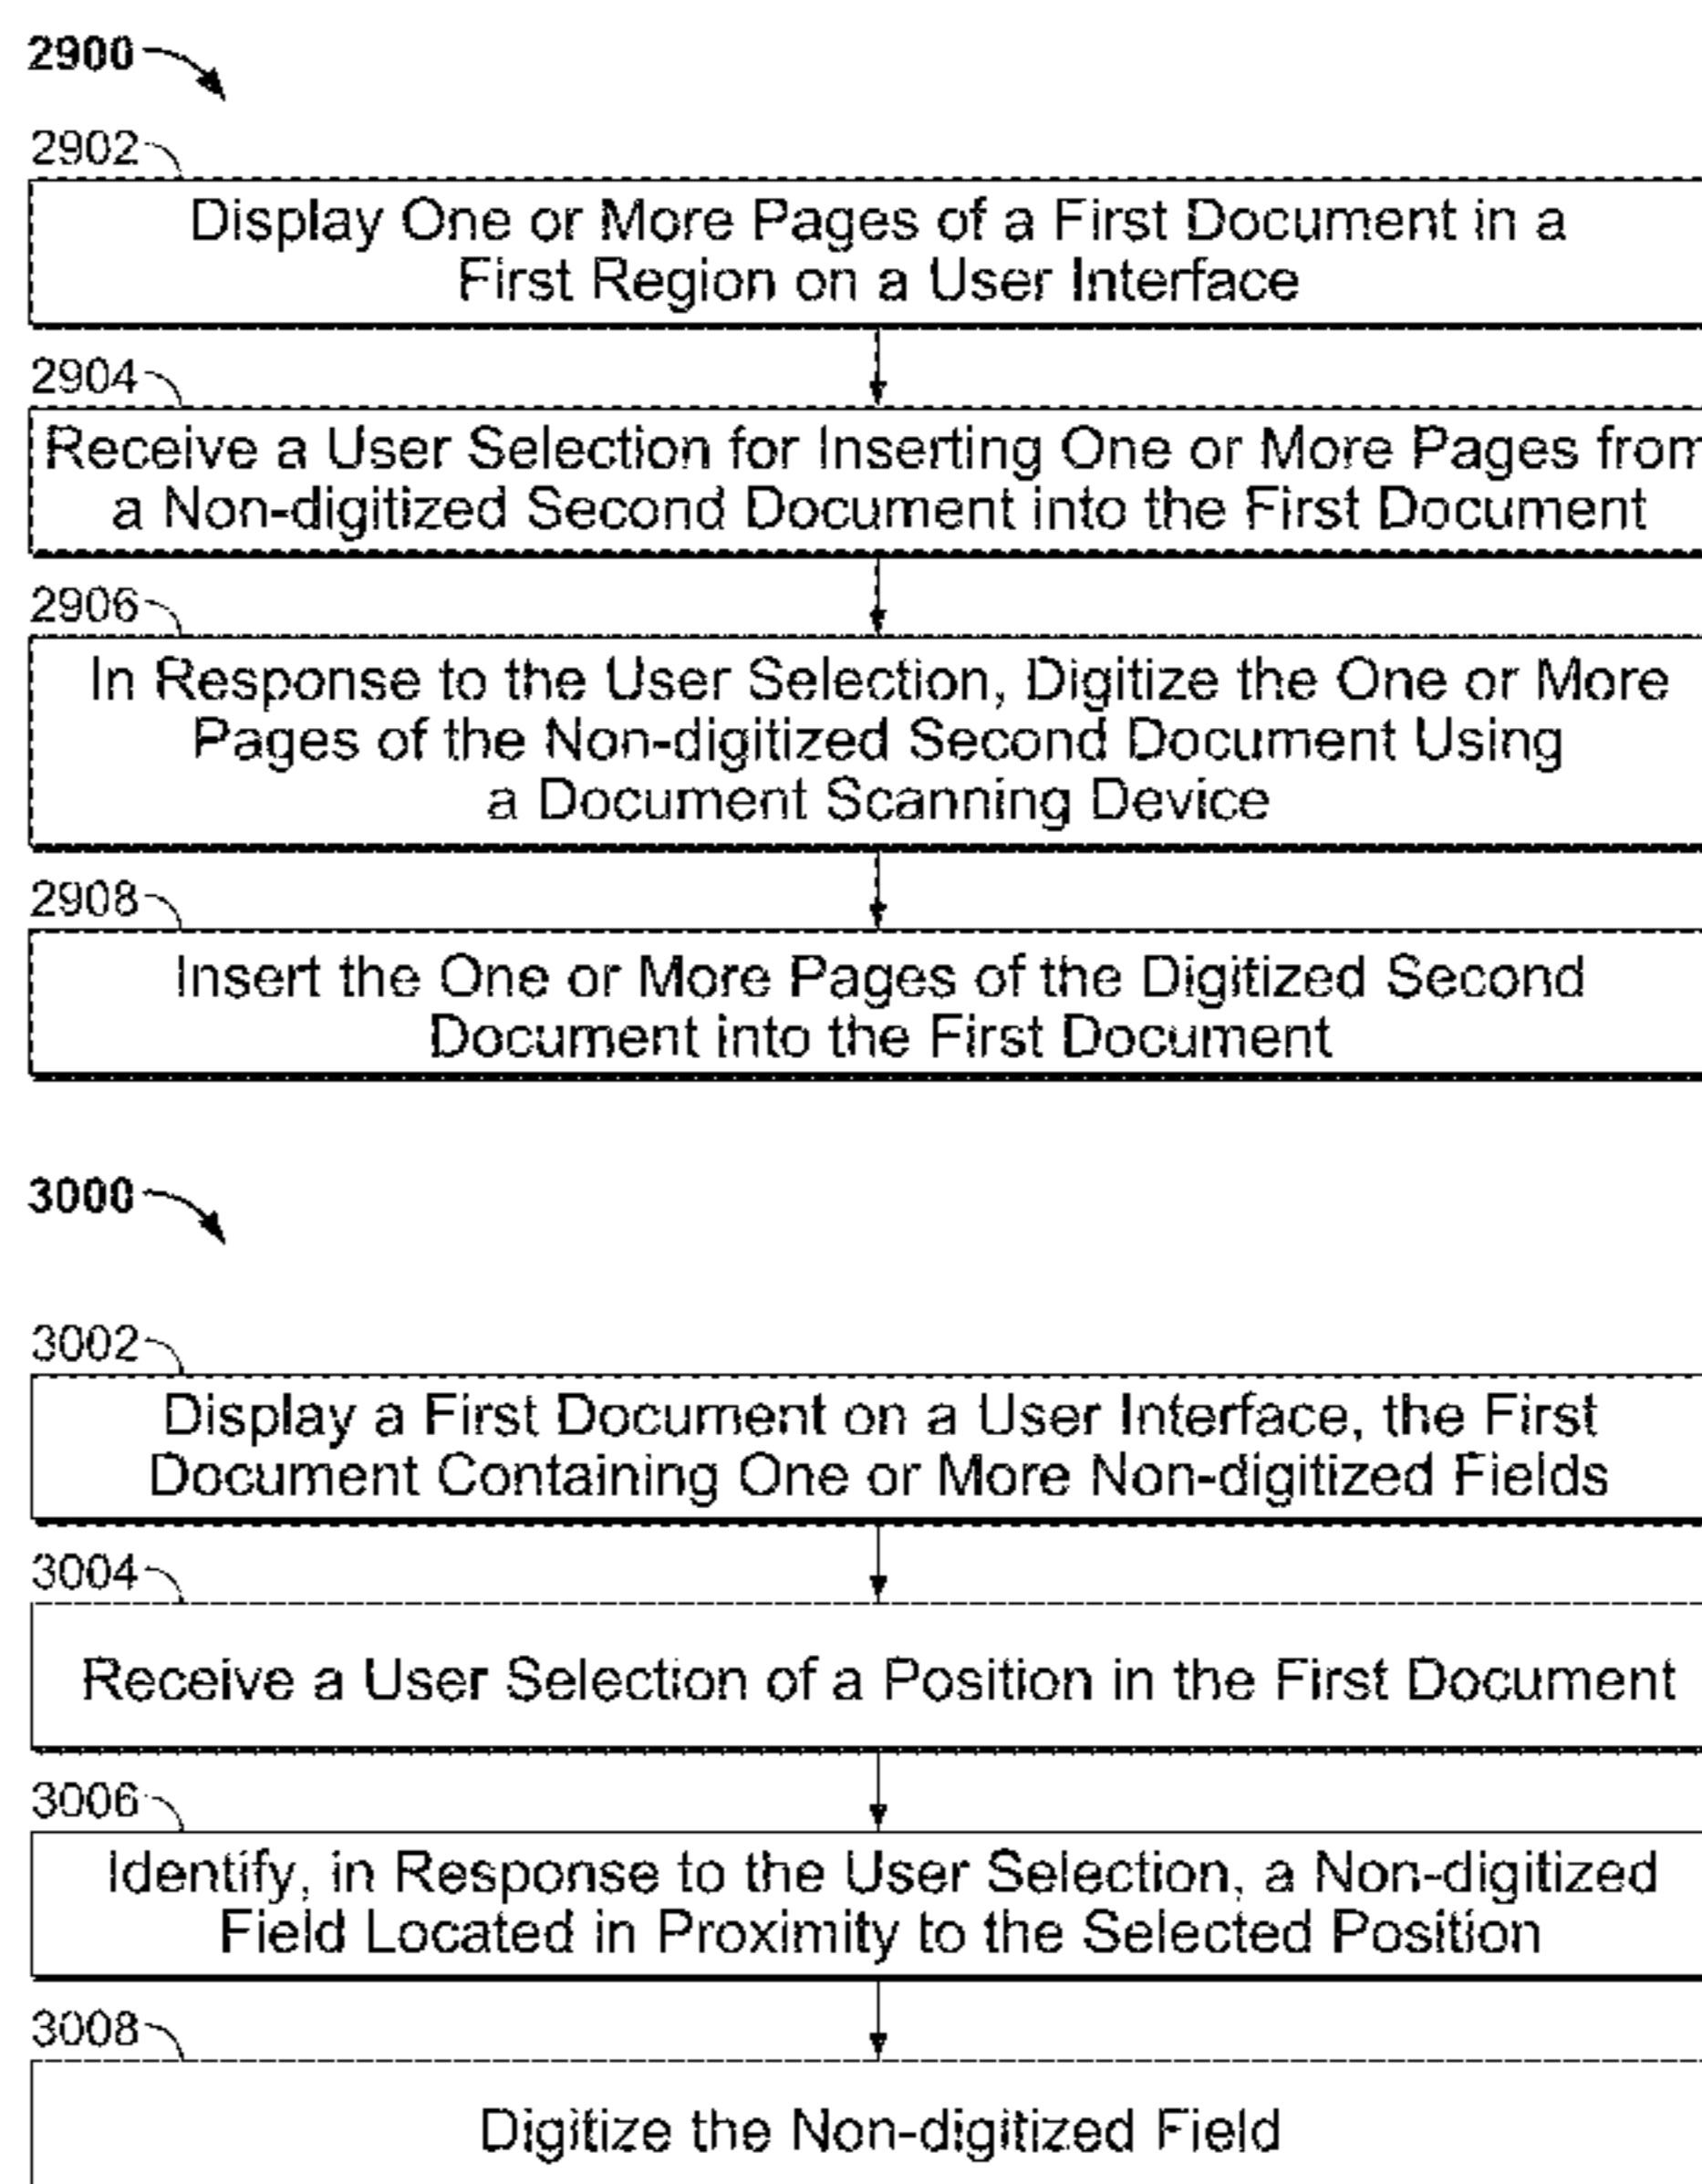 2900
2902
Display One or More Pages of a First Document in a
First Region on a User Interface
2904
Receive a User Selection for Inserting One or More Pages from
a Non-digitized Second Document into the First Document
2906
In Response to the User Selection, Digitize the One or More
Pages of the Non-digitized Second Document Using
a Document Scanning Device
2908
Insert the One or More Pages of the Digitized Second
Document into the First Document
3000
3002
Display a First Document on a User Interface, the First
Document Containing One or More Non-digitized Fields
3004
Receive a User Selection of a Position in the First Document
3006
Identify, in Response to the User Selection, a Non-digitized
Field Located in Proximity to the Selected Position
3008
Digitize the Non-digitized Field